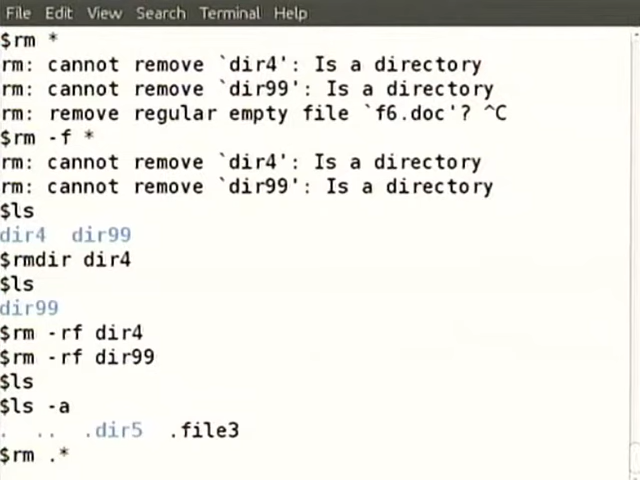 File Edit View Search Terminal Help
$rm *
rm: cannot remove `dir4': Is a directory
rm: cannot remove `dir99': Is a directory
rm: remove regular empty file `f6.doc'? ^C
$rm -f *
rm: cannot remove `dir4': Is a directory
rm: cannot remove `dir99': Is a directory
$ls
dir4  dir99
$rmdir dir4
$ls
dir99
$rm -rf dir4
$rm -rf dir99
$ls
$ls -a
.  ..  .dir5  .file3
$rm .*